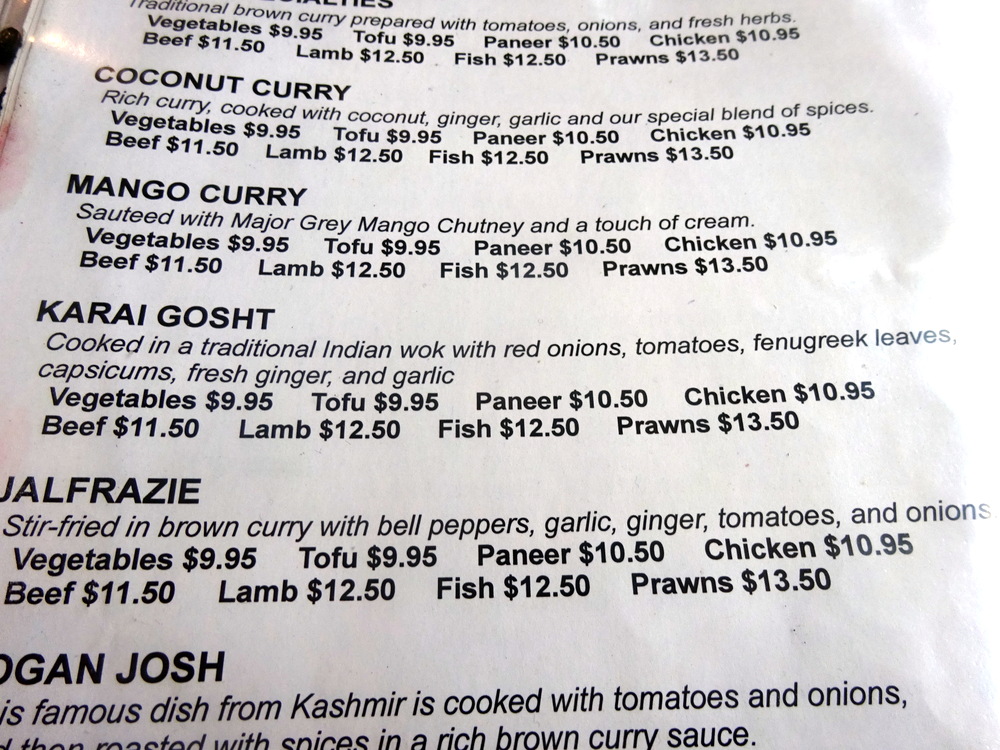 Traditional brown curry prepared with tomatoes, onions, and fresh herbs.
Vegetables $9.95 Tofu $9.95 Paneer $10.50 Chicken $10.95
Beef $11.50 Lamb $12.50 Fish $12.50 Prawns $13.50
COCONUT CURRY
Rich curry, cooked with coconut, ginger, garlic and our special blend of spices.
Vegetables $9.95 Tofu $9.95 Paneer $10.50 Chicken $10.95
Beef $11.50 Lamb $12.50 Fish $12.50 Prawns $13.50
MANGO CURRY
Sauteed with Major Grey Mango Chutney and a touch of cream.
Vegetables $9.95 Tofu $9.95 Paneer $10.50 Chicken $10.95
Beef $11.50 Lamb $12.50 Fish $12.50 Prawns $13.50
KARAI GOSHT
Cooked in a traditional Indian wok with red onions, tomatoes, fenugreek leaves,
capsicums, fresh ginger, and garlic
Vegetables $9.95 Tofu $9.95 Paneer $10.50 Chicken $10.95
Beef $11.50 Lamb $12.50 Fish $12.50 Prawns $13.50
JALFRAZIE
Stir-fried in brown curry with bell peppers, garlic, ginger, tomatoes, and onions
Vegetables $9.95 Tofu $9.95 Paneer $10.50 Chicken $10.95
Beef $11.50 Lamb $12.50 Fish $12.50 Prawns $13.50
OGAN JOSH
is famous dish from Kashmir is cooked with tomatoes and onions,
then roasted with spices in a rich brown curry sauce.